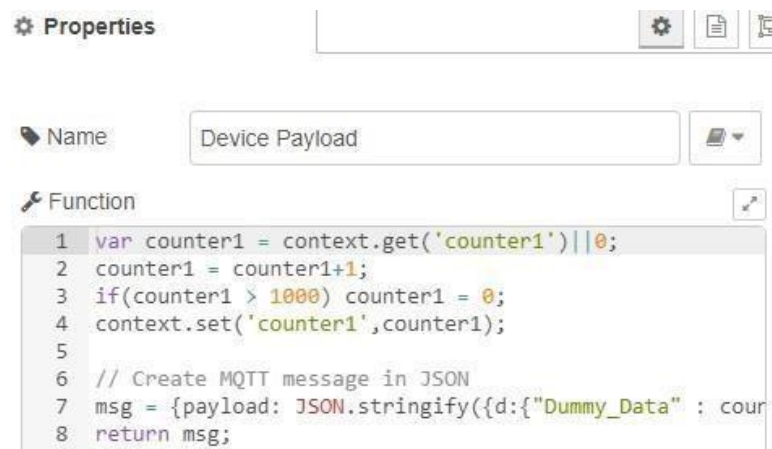 Properties
Name
Device Payload
Function
1 var counter1 = context.get('counter1')||0;
2 counter1 = counter1+1;
3 if(counter1 > 1000) counter1 = 0;
4 context.set('counter1',counter1);
5
6 // Create MQTT message in JSON
7 msg = {payload: JSON.stringify({d:{"Dummy_Data" : cour
8 return msg;